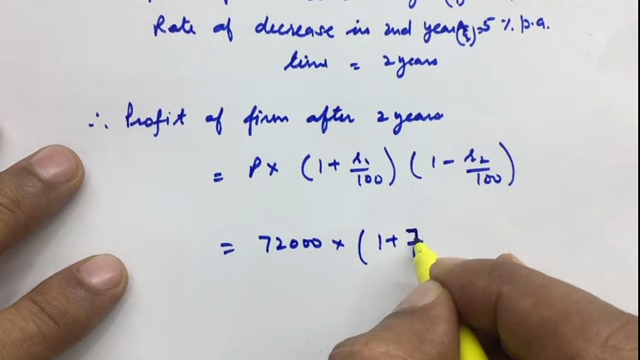 Rate of decrease in 2nd year (r₂) = 5 % p.a.
time = 2 years
∴ Profit of firm after 2 years
= P × (1 + r₁/100) (1 − r₂/100)
= 72000 × ( 1 + 7/1